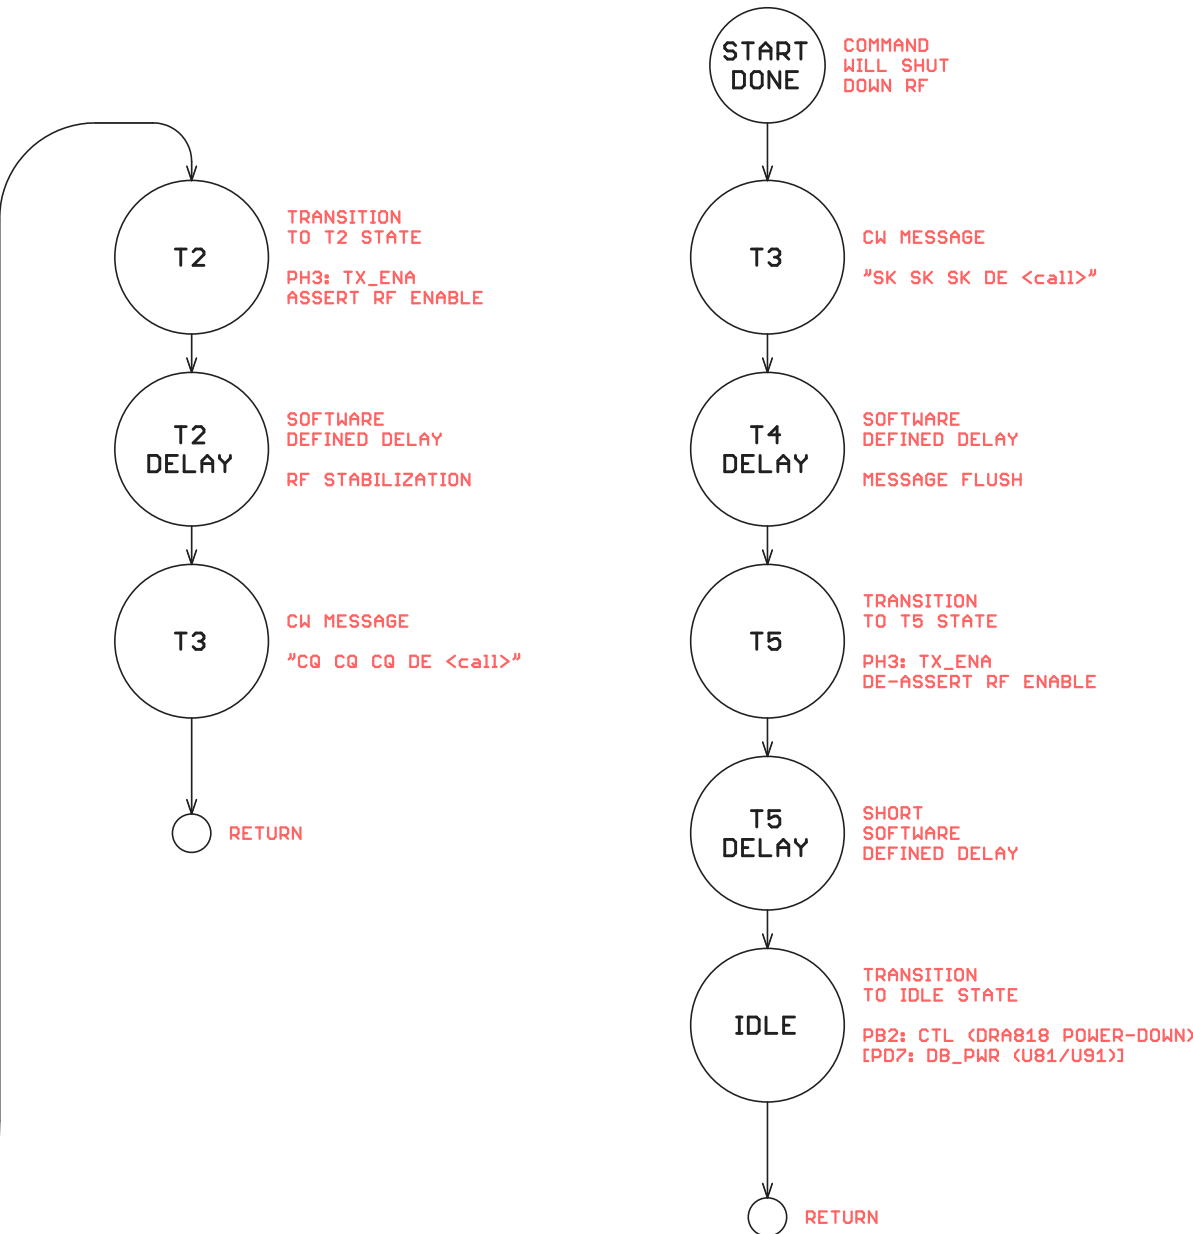 T2
TRANSITION
TO T2 STATE
PH3: TX_ENA
ASSERT RF ENABLE
T2
DELAY
SOFTWARE
DEFINED DELAY
RF STABILIZATION
T3
CW MESSAGE
"CQ CQ CQ DE <call>"
RETURN
START
DONE
COMMAND
WILL SHUT
DOWN RF
T3
CW MESSAGE
"SK SK SK DE <call>"
T4
DELAY
SOFTWARE
DEFINED DELAY
MESSAGE FLUSH
T5
TRANSITION
TO T5 STATE
PH3: TX_ENA
DE-ASSERT RF ENABLE
T5
DELAY
SHORT
SOFTWARE
DEFINED DELAY
IDLE
TRANSITION
TO IDLE STATE
PB2: CTL (DRA818 POWER-DOWN)
[PD7: DB_PWR (U81/U91)]
RETURN